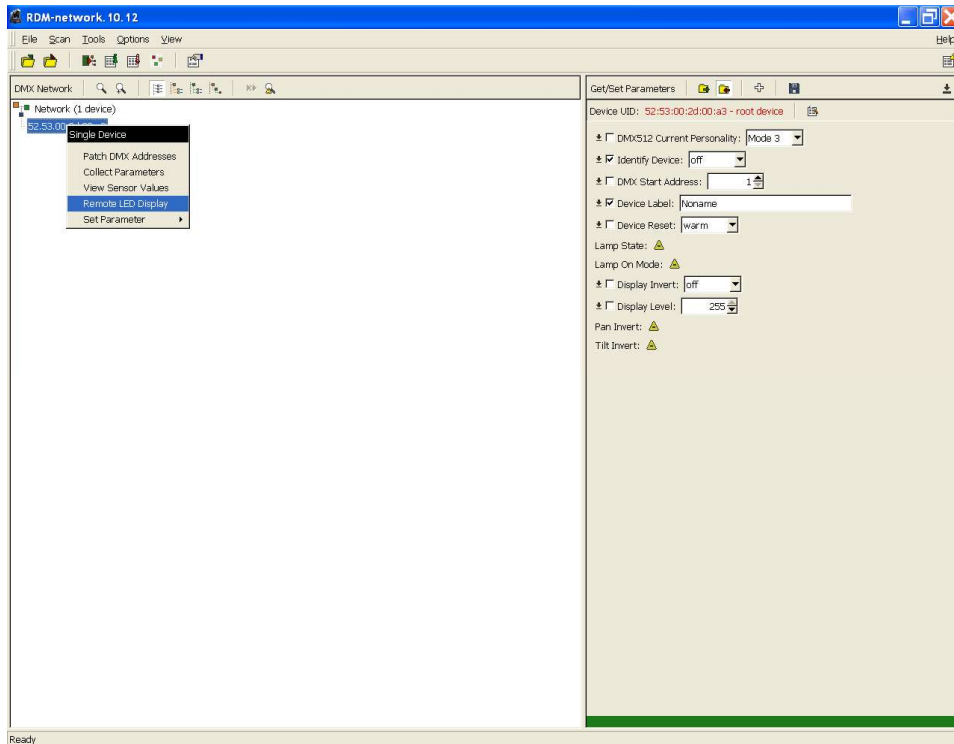 RDM-network. 10. 12
File Scan Tools Options View Help
DMX Network
Get/Set Parameters
Network (1 device)
Device UID: 52:53:00:2d:00:a3 - root device
52.53.00
Single Device
Patch DMX Addresses
Collect Parameters
View Sensor Values
Remote LED Display
Set Parameter
DMX512 Current Personality: Mode 3
Identify Device: off
DMX Start Address: 1
Device Label: Noname
Device Reset: warm
Lamp State:
Lamp On Mode:
Display Invert: off
Display Level: 255
Pan Invert:
Tilt Invert:
Ready